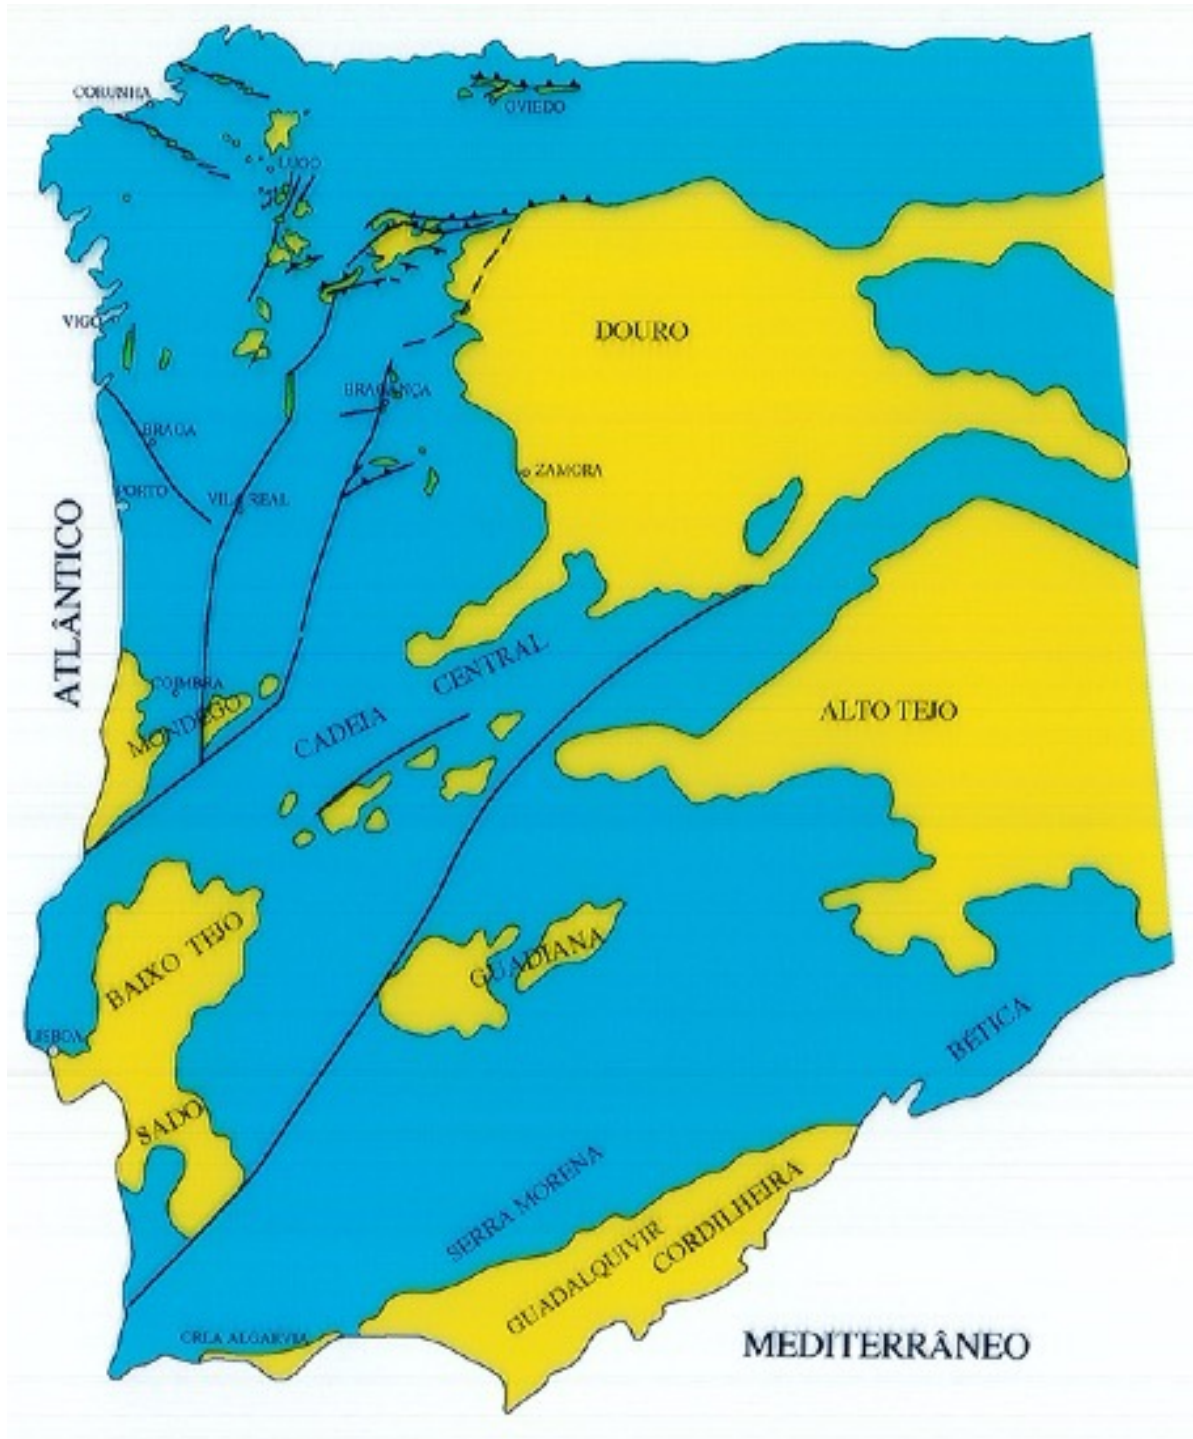 CORUNHA
OVIEDO
LUGO
VIGO
DOURO
BRAGANÇA
BRAGA
ZAMORA
PORTO
VILA REAL
ATLÂNTICO
CENTRAL
COIMBRA
MONDEGO
CADEIA
ALTO TEJO
BAIXO TEJO
GUADIANA
LISBOA
BÉTICA
SADO
SERRA MORENA
CORDILHEIRA
GUADALQUIVIR
ORLA ALGARVIA
MEDITERRÂNEO